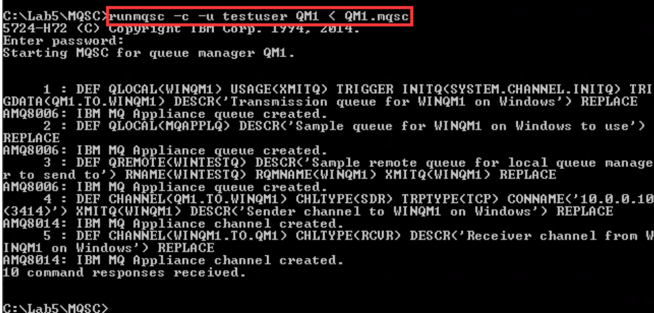 C:\Lab5\MQSC>runmqsc -c -u testuser QM1 < QM1.mqsc
5724-H72 (C) Copyright IBM Corp. 1994, 2014.
Enter password:
Starting MQSC for queue manager QM1.
1 : DEF QLOCAL(WINQM1) USAGE(XMITQ) TRIGGER INITQ(SYSTEM.CHANNEL.INITQ) TRI
GDATA(QM1.TO.WINQM1) DESCR('Transmission queue for WINQM1 on Windows') REPLACE
AMQ8006: IBM MQ Appliance queue created.
2 : DEF QLOCAL(MQAPPLQ) DESCR('Sample queue for WINQM1 on Windows to use')
REPLACE
AMQ8006: IBM MQ Appliance queue created.
3 : DEF QREMOTE(WINTESTQ) DESCR('Sample remote queue for local queue manage
r to send to') RNAME(WINTESTQ) RQMNAME(WINQM1) XMITQ(WINQM1) REPLACE
AMQ8006: IBM MQ Appliance queue created.
4 : DEF CHANNEL(QM1.TO.WINQM1) CHLTYPE(SDR) TRPTYPE(TCP) CONNAME('10.0.0.10
(3414)') XMITQ(WINQM1) DESCR('Sender channel to WINQM1 on Windows') REPLACE
AMQ8014: IBM MQ Appliance channel created.
5 : DEF CHANNEL(WINQM1.TO.QM1) CHLTYPE(RCVR) DESCR('Receiver channel from W
INQM1 on Windows') REPLACE
AMQ8014: IBM MQ Appliance channel created.
10 command responses received.
C:\Lab5\MQSC>